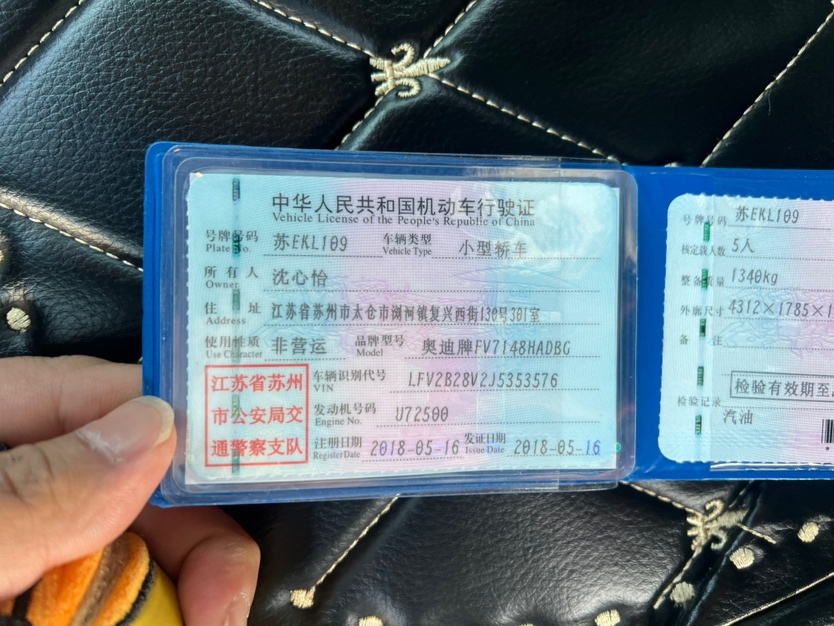 中华人民共和国机动车行驶证
Vehicle License of the People's Republic of China
号牌号码 苏EKL109 车辆类型 小型轿车
Plate No. Vehicle Type
所有人 沈心怡
Owner
住址 江苏省苏州市太仓市浏河镇复兴西街130号301室
Address
使用性质 非营运 品牌型号 奥迪牌FV7148HADBG
Use Character Model
江苏省苏州
市公安局交
通警察支队
车辆识别代号 LFV2B28V2J5353576
VIN
发动机号码 U72500
Engine No.
注册日期 2018-05-16 发证日期 2018-05-16
Register Date Issue Date
号牌号码 苏EKL109
核定载人数 5人
整备质量 1340kg
外廓尺寸 4312×1785×1
备注
检验有效期至
检验记录
汽油